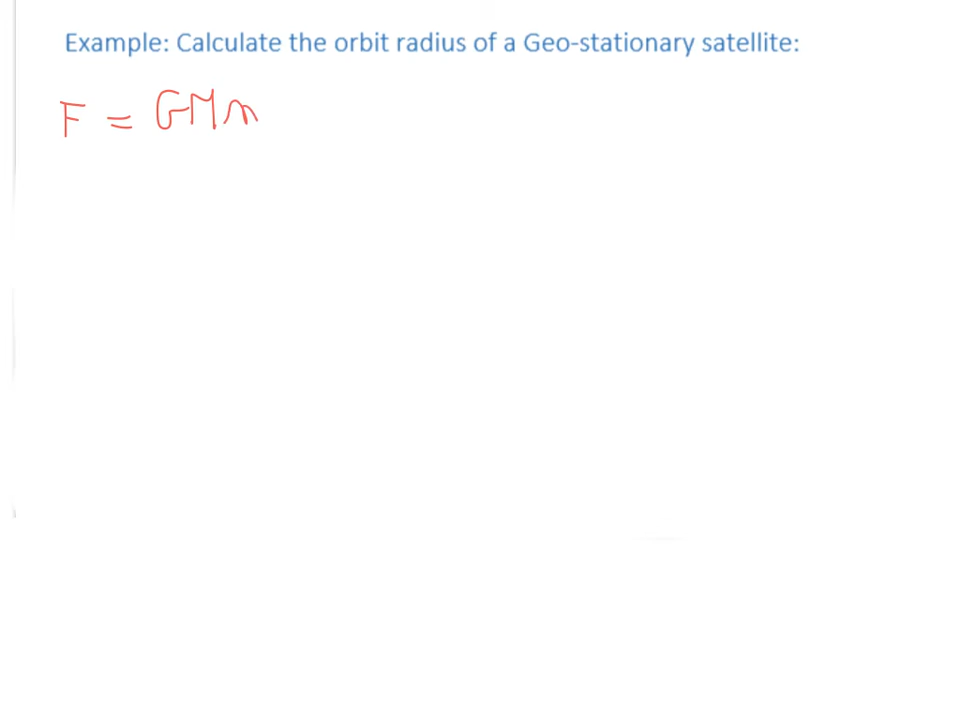 Example: Calculate the orbit radius of a Geo-stationary satellite:
F = GMm